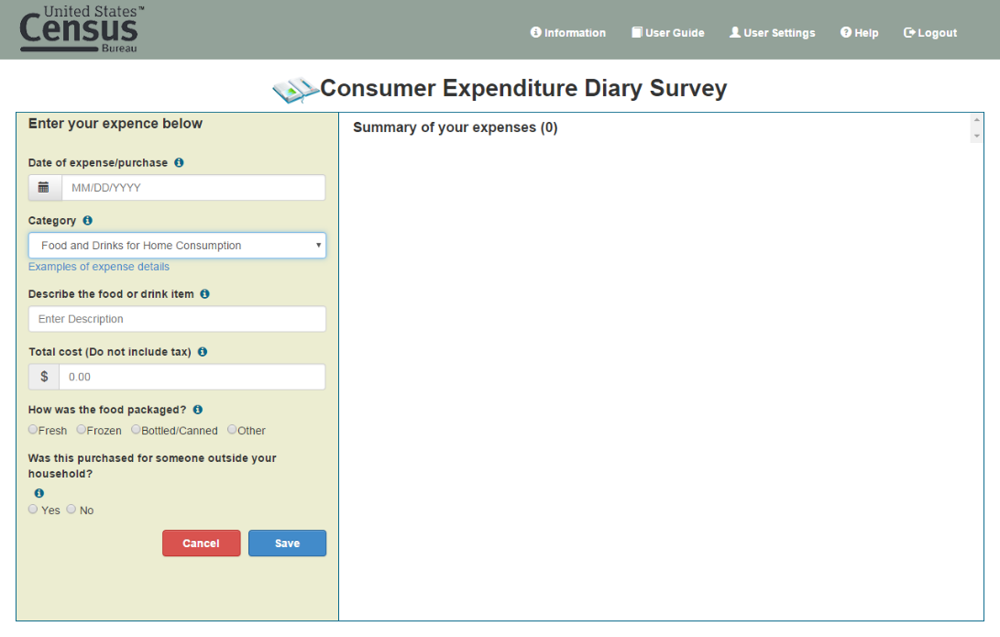 United States™
Census
Bureau
Information User Guide User Settings Help Logout
Consumer Expenditure Diary Survey
Enter your expence below
Summary of your expenses (0)
Date of expense/purchase
MM/DD/YYYY
Category
Food and Drinks for Home Consumption
Examples of expense details
Describe the food or drink item
Enter Description
Total cost (Do not include tax)
$ 0.00
How was the food packaged?
Fresh Frozen Bottled/Canned Other
Was this purchased for someone outside your
household?
Yes No
Cancel Save